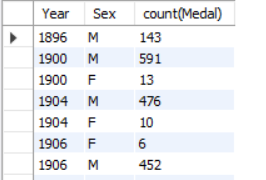 Year Sex count(Medal)
1896 M 143
1900 M 591
1900 F 13
1904 M 476
1904 F 10
1906 F 6
1906 M 452